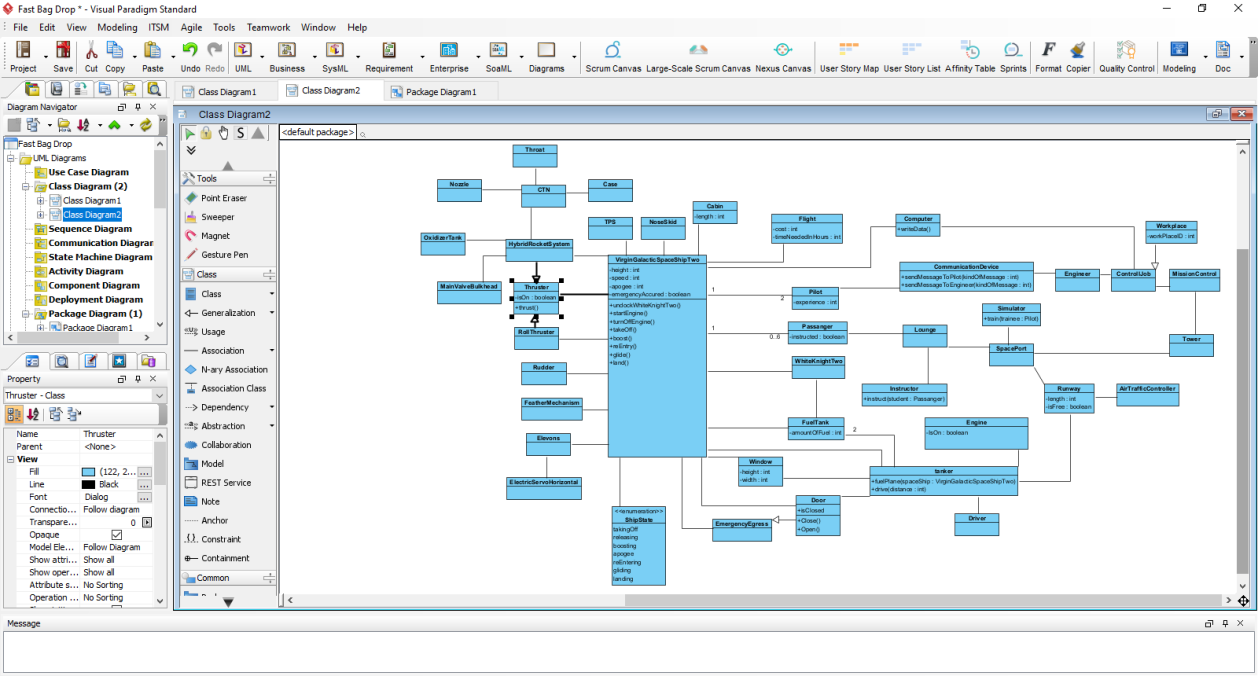 Fast Bag Drop * - Visual Paradigm Standard
File Edit View Modeling ITSM Agile Tools Teamwork Window Help
Project Save Cut Copy Paste Undo Redo UML Business SysML Requirement Enterprise SoaML Diagrams Scrum Canvas Large-Scale Scrum Canvas Nexus Canvas User Story Map User Story List Affinity Table Sprints Format Copier Quality Control Modeling Doc
Class Diagram1 Class Diagram2 Package Diagram1
Diagram Navigator
Fast Bag Drop
UML Diagrams
Use Case Diagram
Class Diagram (2)
Class Diagram1
Class Diagram2
Sequence Diagram
Communication Diagram
State Machine Diagram
Activity Diagram
Component Diagram
Deployment Diagram
Package Diagram (1)
Package Diagram1
Property
Thruster - Class
Name Thruster
Parent <None>
View
Fill (122, 2...
Line Black
Font Dialog
Connectio... Follow diagram
Transpare... 0
Opaque
Model Ele... Follow Diagram
Show attri... Show all
Show oper... Show all
Attribute s... No Sorting
Operation ... No Sorting
Class Diagram2
S
<default package>
Tools
Point Eraser
Sweeper
Magnet
Gesture Pen
Class
Class
Generalization
Usage
Association
N-ary Association
Association Class
Dependency
Abstraction
Collaboration
Model
REST Service
Note
Anchor
Constraint
Containment
Common
Throat
Nozzle
CTN
Case
OxidizerTank
HybridRocketSystem
MainValveBulkhead
Thruster
-isOn : boolean
+thrust()
RollThruster
Rudder
FeatherMechanism
Elevons
ElectricServoHorizontal
TPS
NoseSkid
Cabin
-length : int
VirginGalacticSpaceShipTwo
-height : int
-speed : int
-apogee : int
-emergencyAccured : boolean
+unclockWhiteKnightTwo()
+startEngine()
+turnOffEngine()
+takeOff()
+boost()
+reEntry()
+glide()
+land()
<<enumeration>>
ShipState
takingOff
releasing
boosting
apogee
reEntering
gliding
landing
Flight
-cost : int
-timeNeededInHours : int
Computer
+writeData()
Workplace
-workPlaceID : int
CommunicationDevice
+sendMessageToPilot(kindOfMessage : int)
+sendMessageToEngineer(kindOfMessage : int)
Engineer
ControlJob
MissionControl
1
2
Pilot
-experience : int
Simulator
+train(trainee : Pilot)
1
0..6
Passanger
-instructed : boolean
Lounge
SpacePort
Tower
WhiteKnightTwo
Instructor
+instruct(student : Passanger)
Runway
-length : int
-isFree : boolean
AirTrafficController
FuelTank
-amountOfFuel : int
2
Engine
-isOn : boolean
Window
-height : int
-width : int
tanker
+fuelPlane(spaceShip : VirginGalacticSpaceShipTwo)
+drive(distance : int)
Door
+isClosed
+Close()
+Open()
EmergencyEgress
Driver
Message